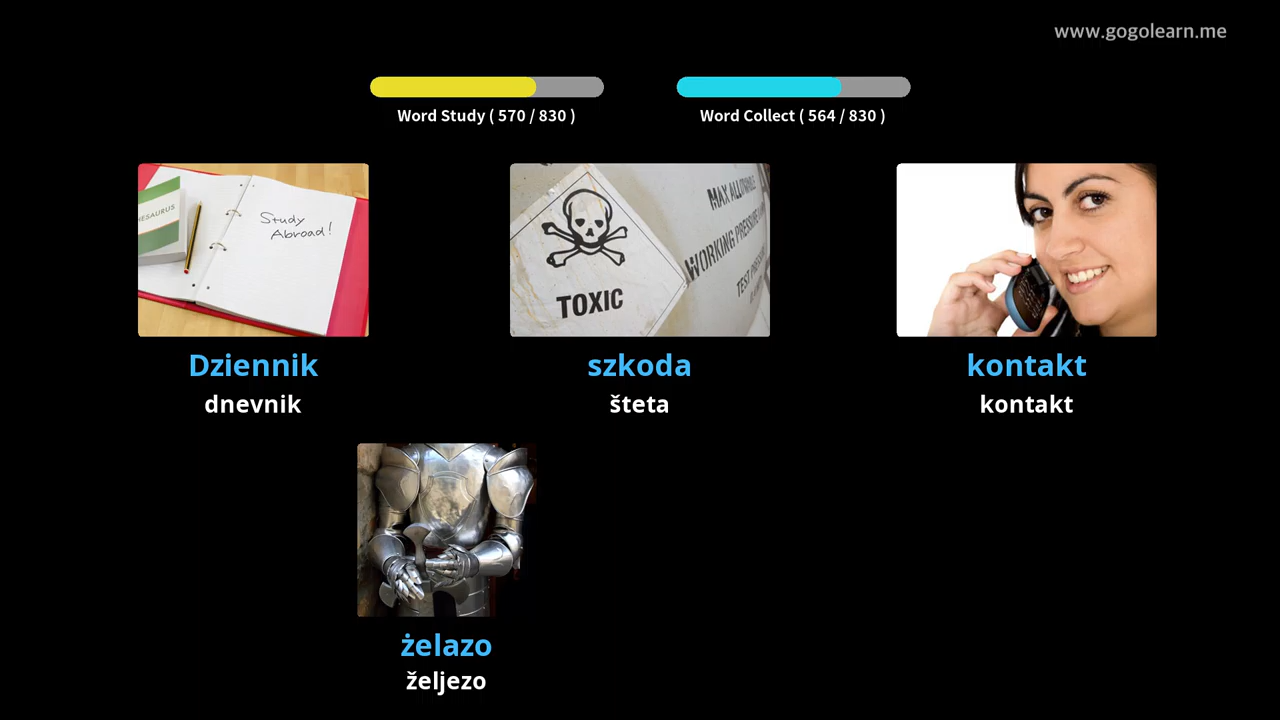 www.gogolearn.me
Word Study ( 570 / 830 )
Word Collect ( 564 / 830 )
THESAURUS
Study
Abroad!
TOXIC
MAX
WORKING PRESSURE
TEST
Dziennik
szkoda
kontakt
dnevnik
šteta
kontakt
żelazo
željezo